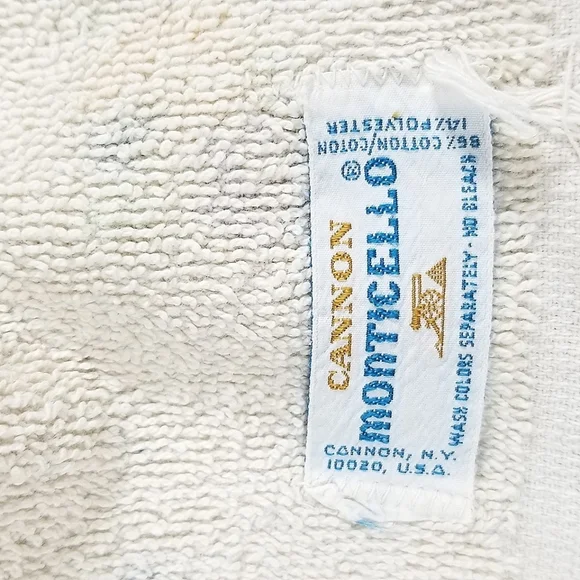 86% COTTON/COTON
14% POLYESTER
CANNON
MONTICELLO®
WASH COLORS SEPARATELY - NO BLEACH
CANNON, N.Y.
10020, U.S.A.